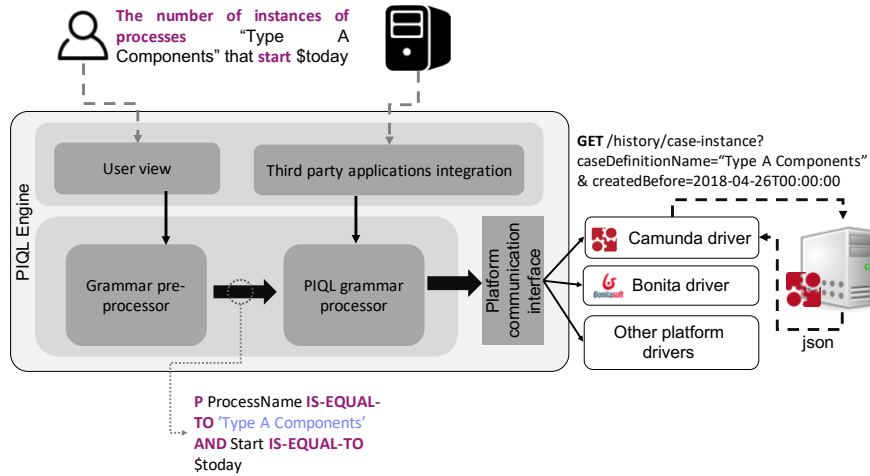 The number of instances of
processes “Type A
Components” that start $today
GET /history/case-instance?
caseDefinitionName=“Type A Components”
& createdBefore=2018-04-26T00:00:00
PIQL Engine
User view
Third party applications integration
Grammar pre-
processor
PIQL grammar
processor
Platform
communication
interface
Camunda driver
Bonitasoft
Bonita driver
Other platform
drivers
json
P ProcessName IS-EQUAL-
TO ’Type A Components’
AND Start IS-EQUAL-TO
$today